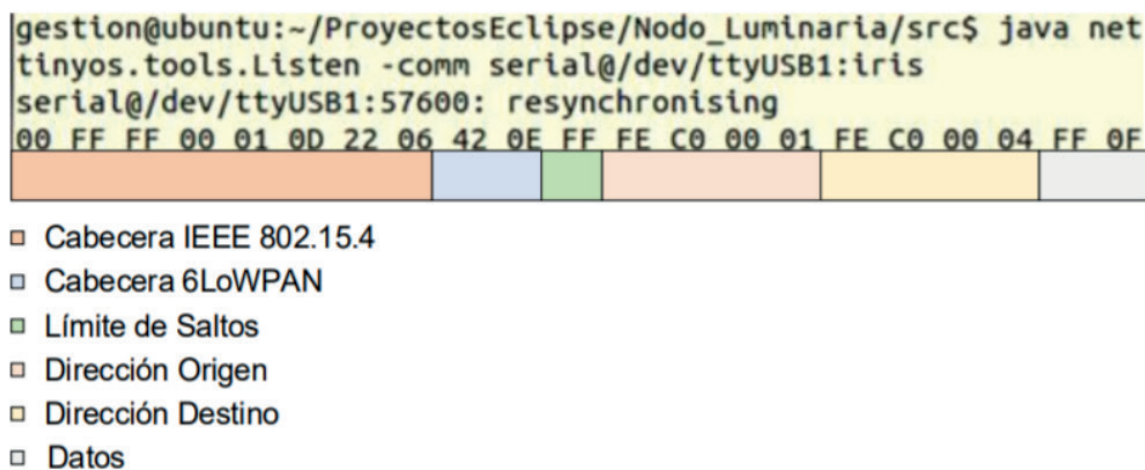 gestion@ubuntu:~/ProyectosEclipse/Nodo_Luminaria/src$ java net
tinyos.tools.Listen -comm serial@/dev/ttyUSB1:iris
serial@/dev/ttyUSB1:57600: resynchronising
00 FF FF 00 01 0D 22 06 42 0E FF FE C0 00 01 FE C0 00 04 FF 0F
Cabecera IEEE 802.15.4
Cabecera 6LoWPAN
Límite de Saltos
Dirección Origen
Dirección Destino
Datos